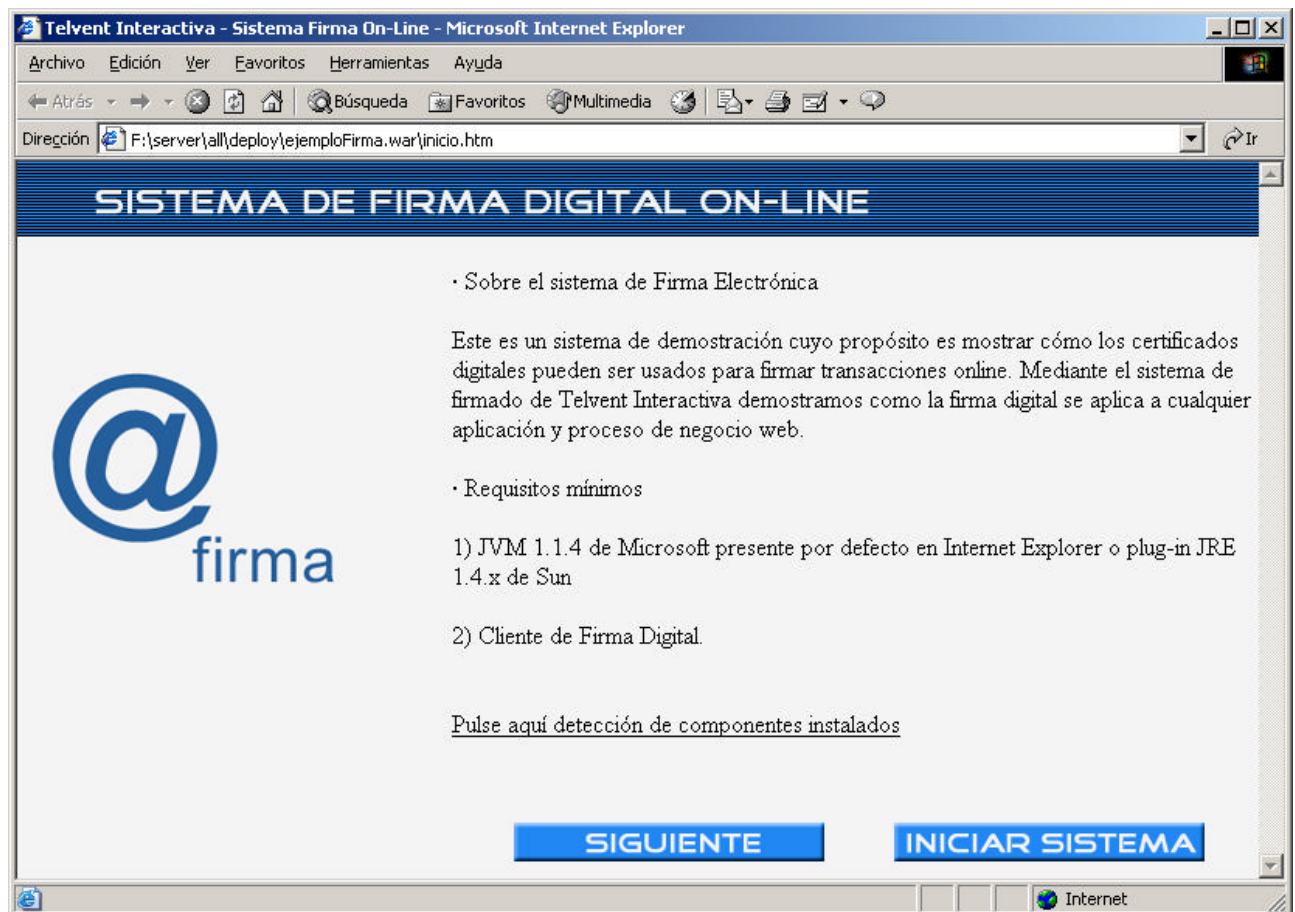 Telvent Interactiva - Sistema Firma On-Line - Microsoft Internet Explorer
Archivo Edición Ver Favoritos Herramientas Ayuda
Atrás Búsqueda Favoritos Multimedia
Dirección F:\server\all\deploy\ejemploFirma.war\inicio.htm Ir
SISTEMA DE FIRMA DIGITAL ON-LINE
· Sobre el sistema de Firma Electrónica
Este es un sistema de demostración cuyo propósito es mostrar cómo los certificados
digitales pueden ser usados para firmar transacciones online. Mediante el sistema de
firmado de Telvent Interactiva demostramos como la firma digital se aplica a cualquier
aplicación y proceso de negocio web.
@
firma
· Requisitos mínimos
1) JVM 1.1.4 de Microsoft presente por defecto en Internet Explorer o plug-in JRE
1.4.x de Sun
2) Cliente de Firma Digital.
Pulse aquí detección de componentes instalados
SIGUIENTE INICIAR SISTEMA
Internet